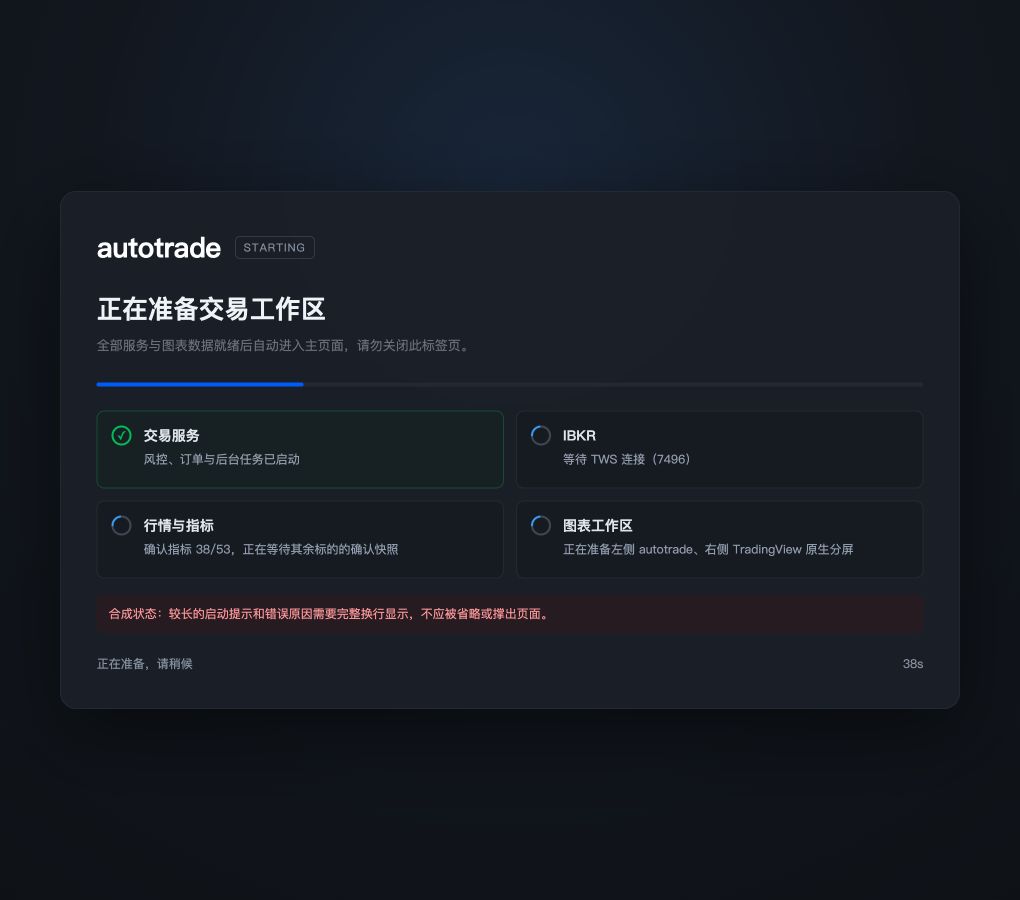 autotrade STARTING
正在准备交易工作区
全部服务与图表数据就绪后自动进入主页面，请勿关闭此标签页。
交易服务
风控、订单与后台任务已启动
IBKR
等待 TWS 连接（7496）
行情与指标
确认指标 38/53，正在等待其余标的的确认快照
图表工作区
正在准备左侧 autotrade、右侧 TradingView 原生分屏
合成状态：较长的启动提示和错误原因需要完整换行显示，不应被省略或撑出页面。
正在准备，请稍候 38s